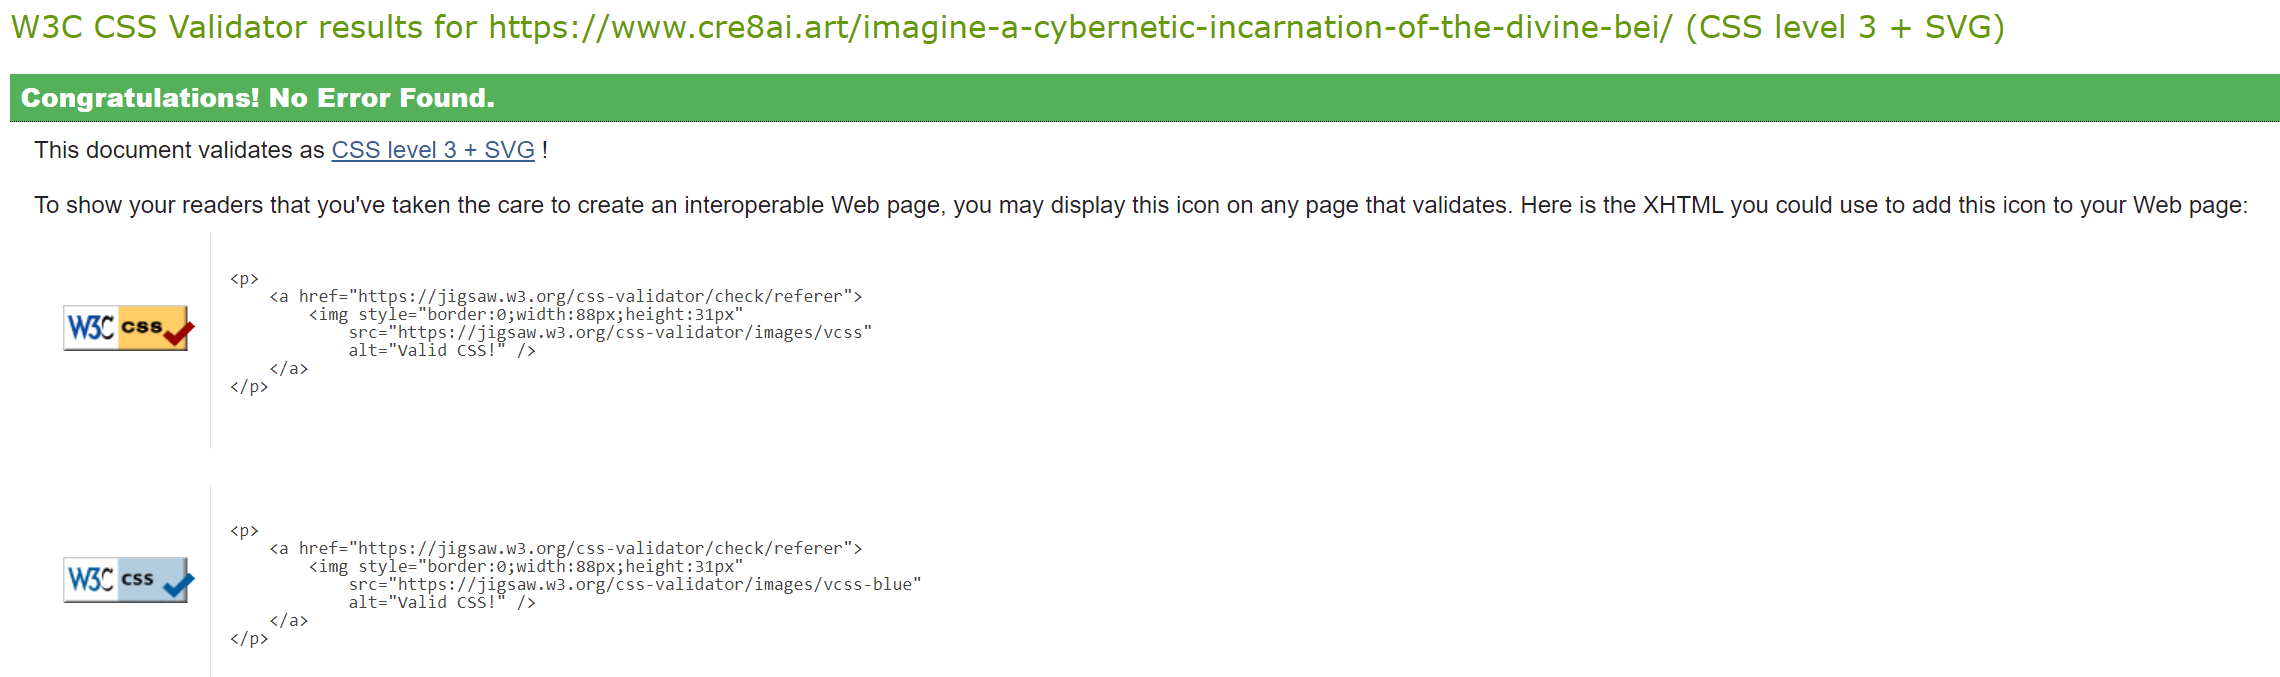 W3C CSS Validator results for https://www.cre8ai.art/imagine-a-cybernetic-incarnation-of-the-divine-bei/ (CSS level 3 + SVG)
Congratulations! No Error Found.
This document validates as CSS level 3 + SVG !
To show your readers that you've taken the care to create an interoperable Web page, you may display this icon on any page that validates. Here is the XHTML you could use to add this icon to your Web page:
W3C css
<p>
    <a href="https://jigsaw.w3.org/css-validator/check/referer">
        <img style="border:0;width:88px;height:31px"
            src="https://jigsaw.w3.org/css-validator/images/vcss"
            alt="Valid CSS!" />
    </a>
</p>
W3C css
<p>
    <a href="https://jigsaw.w3.org/css-validator/check/referer">
        <img style="border:0;width:88px;height:31px"
            src="https://jigsaw.w3.org/css-validator/images/vcss-blue"
            alt="Valid CSS!" />
    </a>
</p>